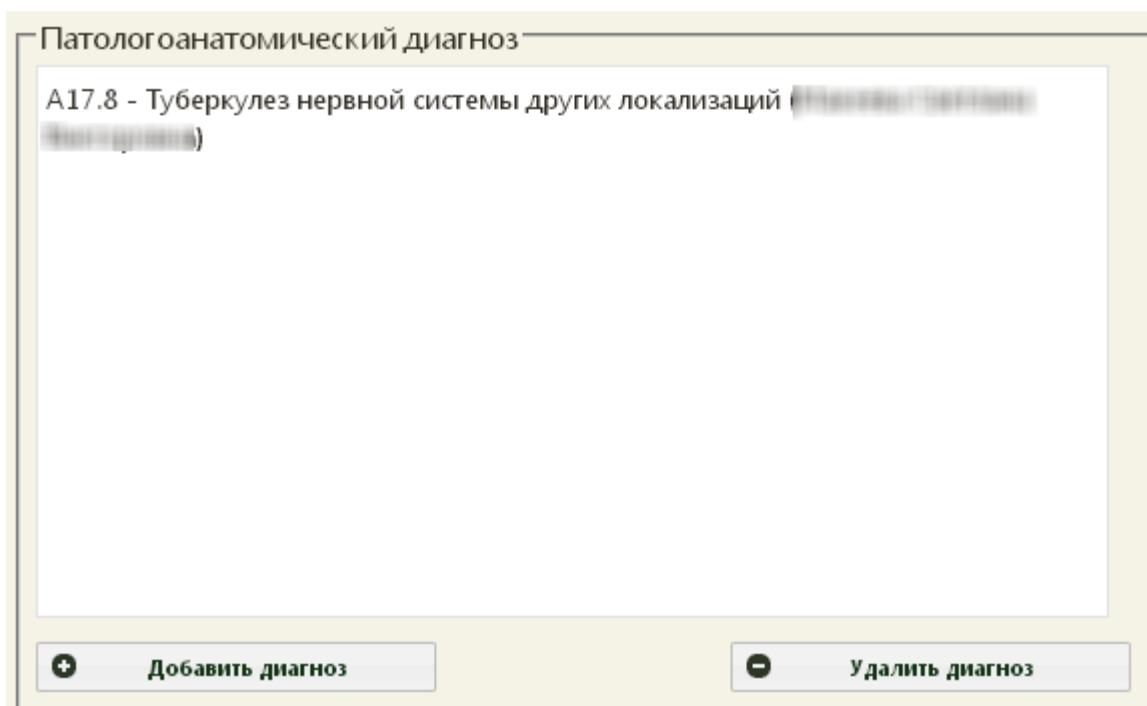 Патологоанатомический диагноз
A17.8 - Туберкулез нервной системы других локализаций (
)
Добавить диагноз
Удалить диагноз